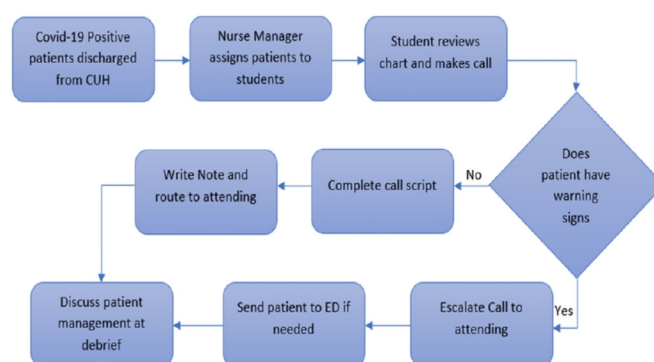 Covid-19 Positive
patients discharged
from CUH
Nurse Manager
assigns patients to
students
Student reviews
chart and makes call
Does
patient have
warning
signs
No
Complete call script
Write Note and
route to attending
Yes
Escalate Call to
attending
Send patient to ED if
needed
Discuss patient
management at
debrief